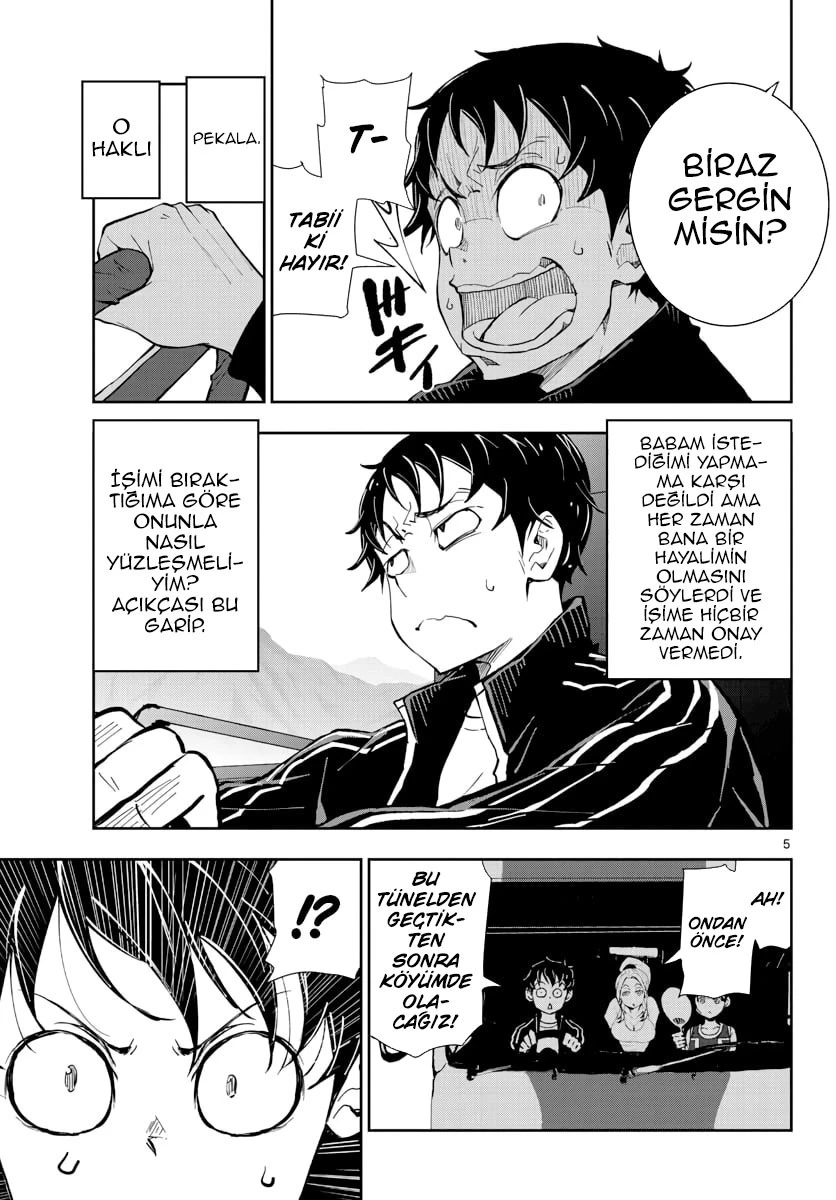 BİRAZ
GERGİN
MİSİN?
T-
TABİİ
Kİ
HAYIR!
ドキィ
PEKALA.
O
HAKLI
BABAM İSTE-
DİĞİMİ YAPMA-
MA KARŞI
DEĞİLDİ AMA
HER ZAMAN
BANA BİR
HAYALİMİN
OLMASINI
SÖYLERDİ VE
İŞİME HİÇBİR
ZAMAN ONAY
VERMEDİ.
İŞİMİ BIRAK-
TIĞIMA GÖRE
ONUNLA
NASIL
YÜZLEŞMELİ-
YİM?
AÇIKÇASI BU
GARİP.
5
AH!
ONDAN
ÖNCE!
BU
TÜNELDEN
GEÇTİK-
TEN
SONRA
KÖYÜMDE
OLA-
CAĞIZ!
!?